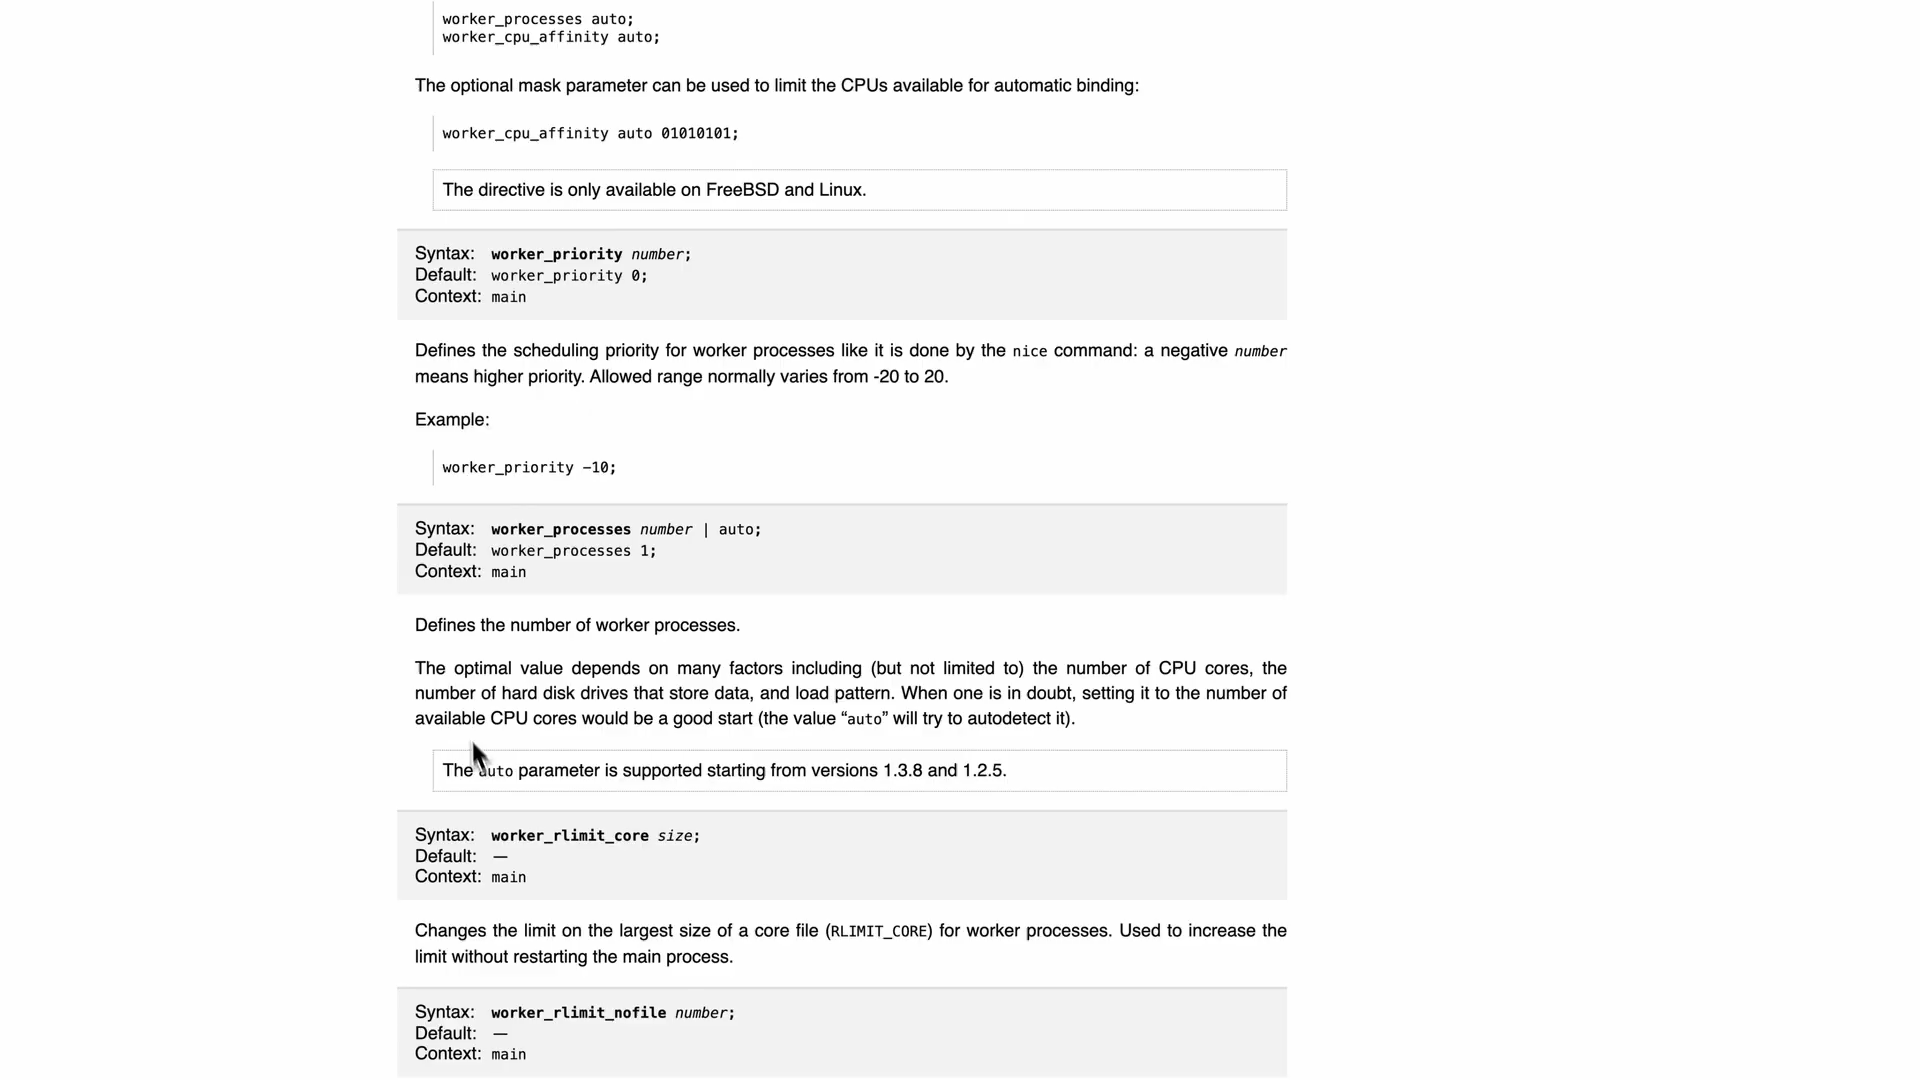 worker_processes auto;
worker_cpu_affinity auto;
The optional mask parameter can be used to limit the CPUs available for automatic binding:
worker_cpu_affinity auto 01010101;
The directive is only available on FreeBSD and Linux.
Syntax: worker_priority number;
Default: worker_priority 0;
Context: main
Defines the scheduling priority for worker processes like it is done by the nice command: a negative number
means higher priority. Allowed range normally varies from -20 to 20.
Example:
worker_priority -10;
Syntax: worker_processes number | auto;
Default: worker_processes 1;
Context: main
Defines the number of worker processes.
The optimal value depends on many factors including (but not limited to) the number of CPU cores, the
number of hard disk drives that store data, and load pattern. When one is in doubt, setting it to the number of
available CPU cores would be a good start (the value “auto” will try to autodetect it).
The auto parameter is supported starting from versions 1.3.8 and 1.2.5.
Syntax: worker_rlimit_core size;
Default: —
Context: main
Changes the limit on the largest size of a core file (RLIMIT_CORE) for worker processes. Used to increase the
limit without restarting the main process.
Syntax: worker_rlimit_nofile number;
Default: —
Context: main